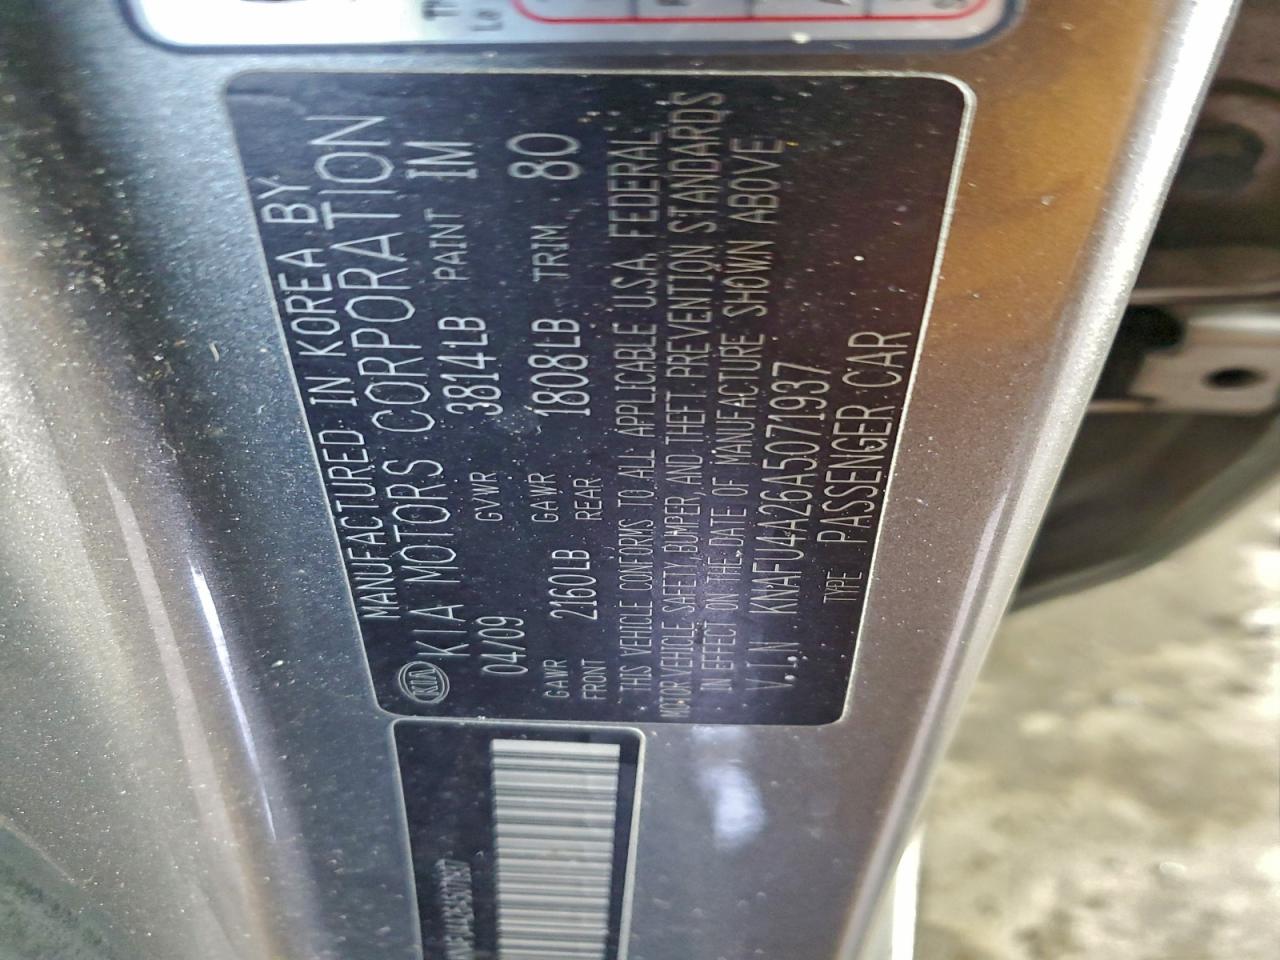 MANUFACTURED IN KOREA BY
KIA KIA MOTORS CORPORATION
04/09 GVWR 3814LB PAINT IM
GAWR FRONT 2160LB GAWR REAR 1808LB TRIM 80
THIS VEHICLE CONFORMS TO ALL APPLICABLE U.S.A. FEDERAL
MOTOR VEHICLE SAFETY, BUMPER, AND THEFT PREVENTION STANDARDS
IN EFFECT ON THE DATE OF MANUFACTURE SHOWN ABOVE
V.I.N KNAFU4A26A5071937
TYPE PASSENGER CAR